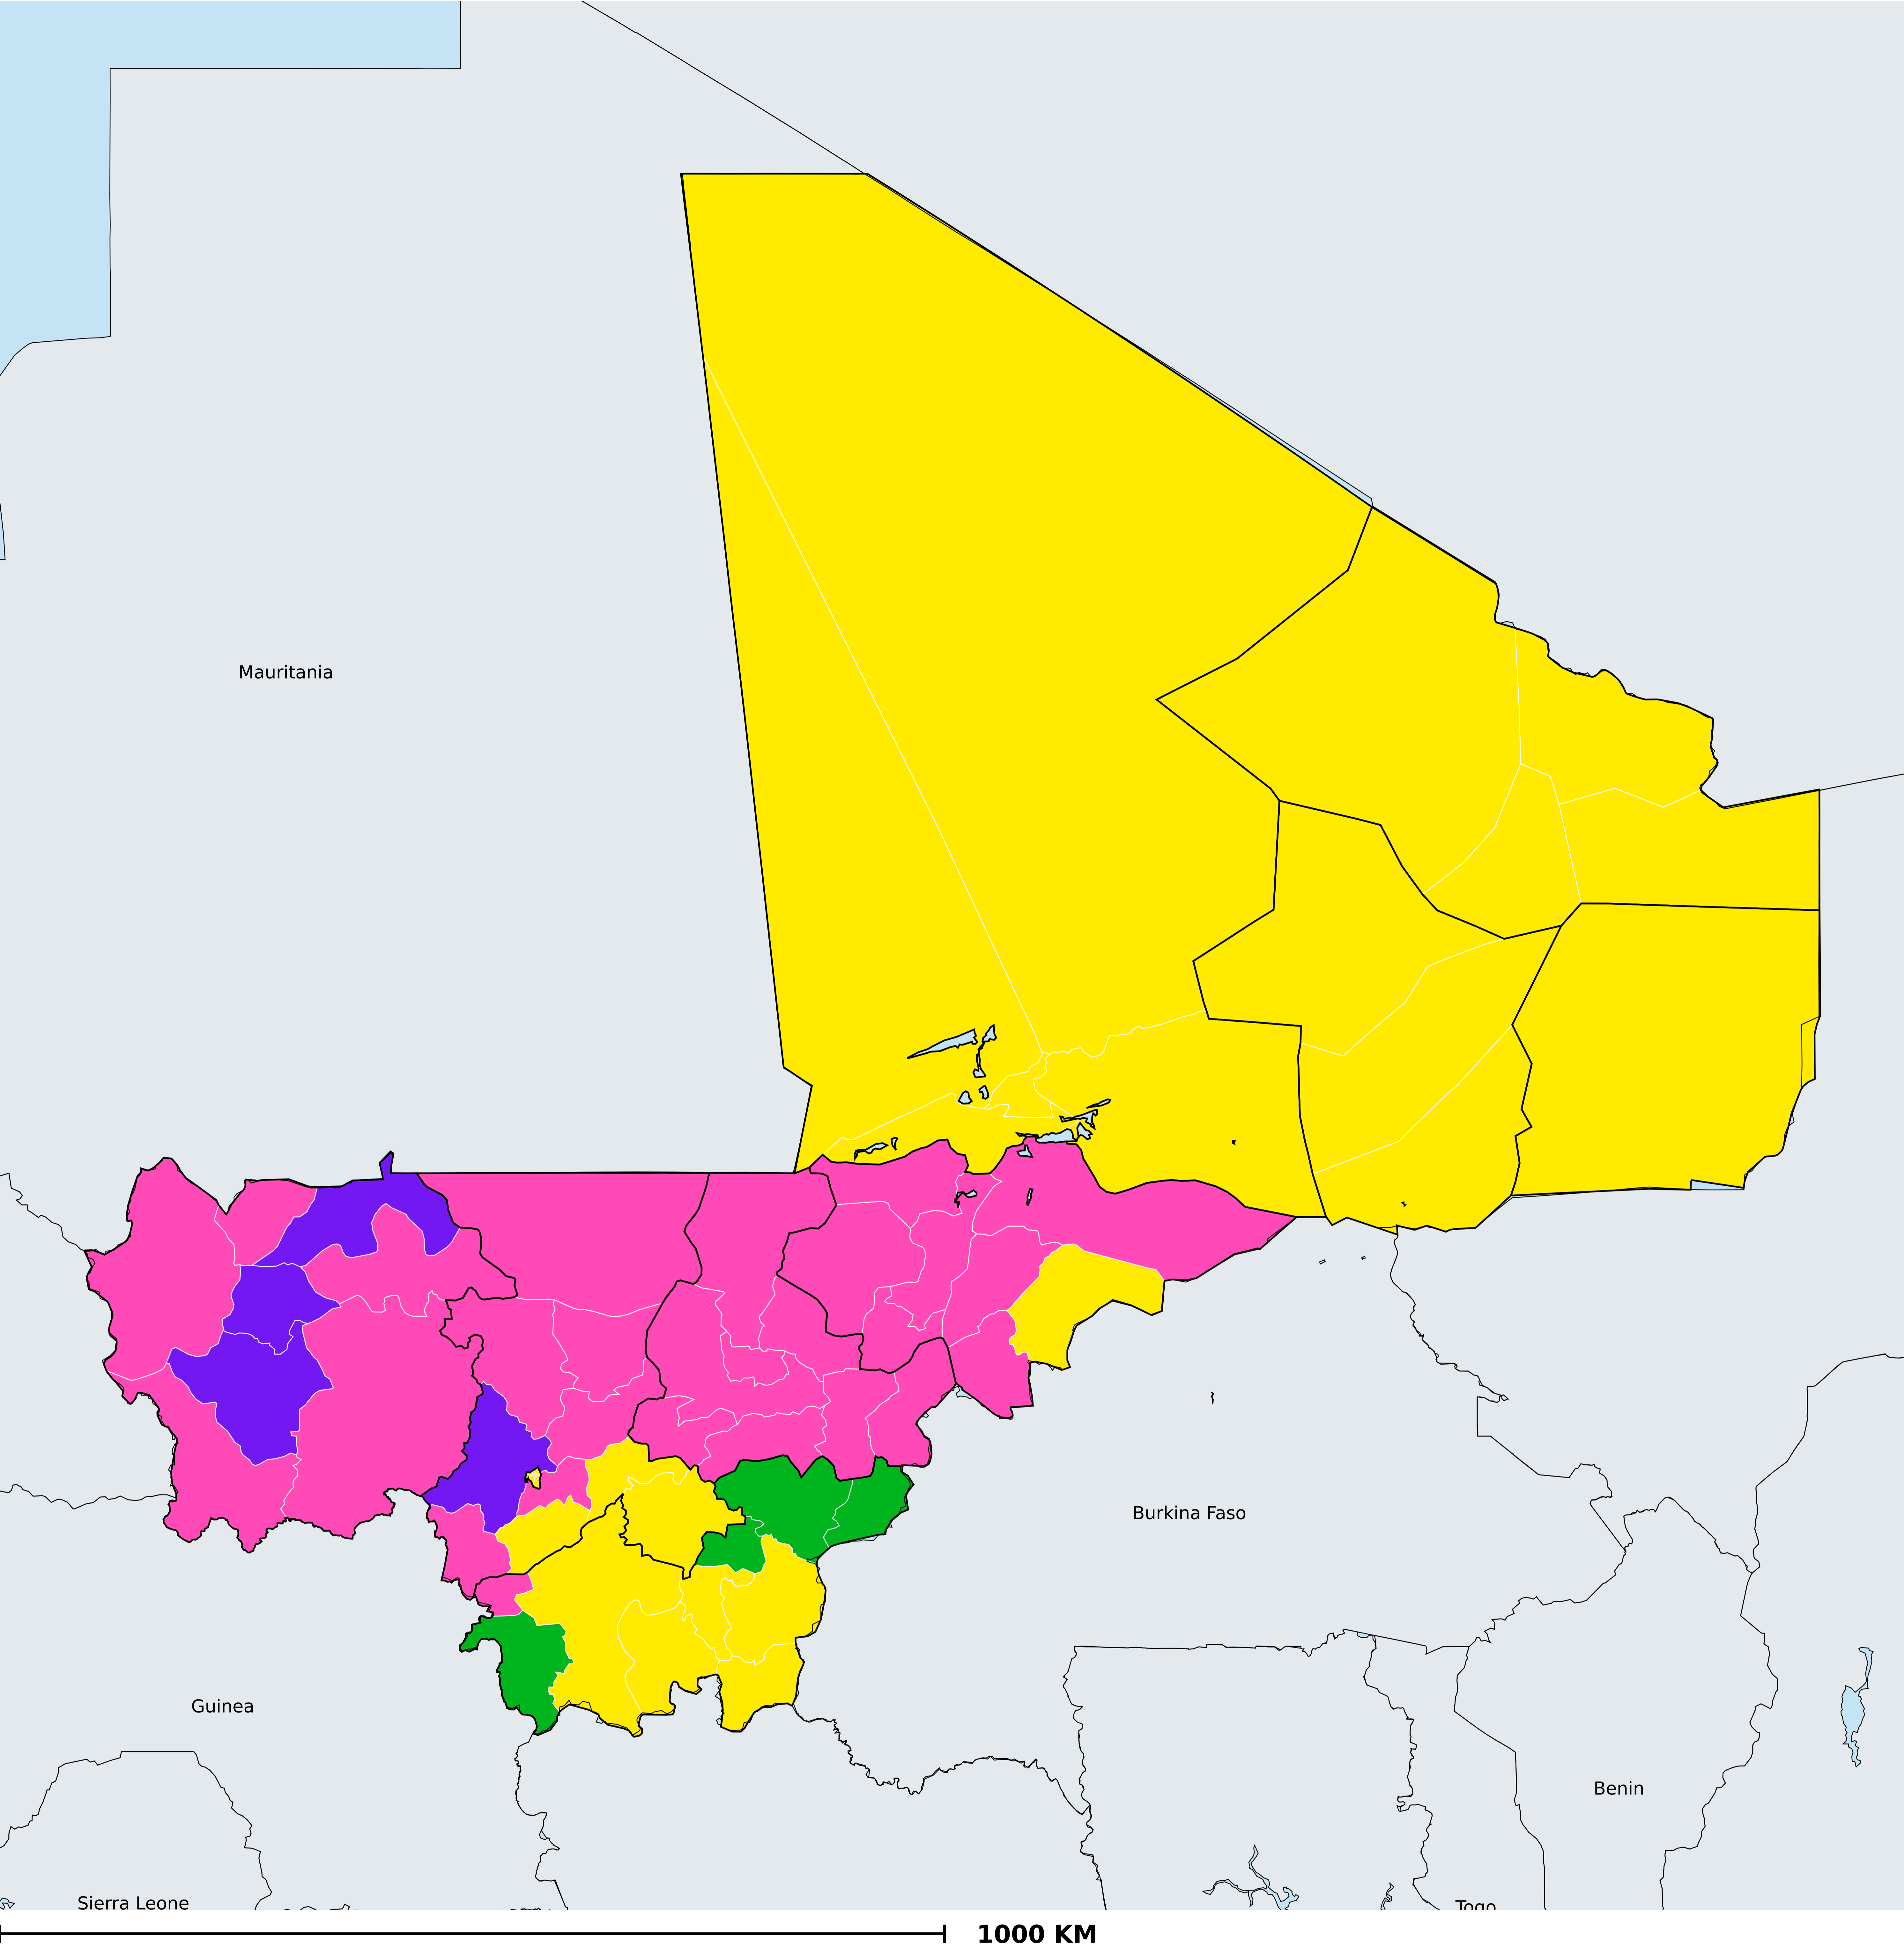 Mauritania
Burkina Faso
Guinea
Benin
Sierra Leone
Togo
1000 KM